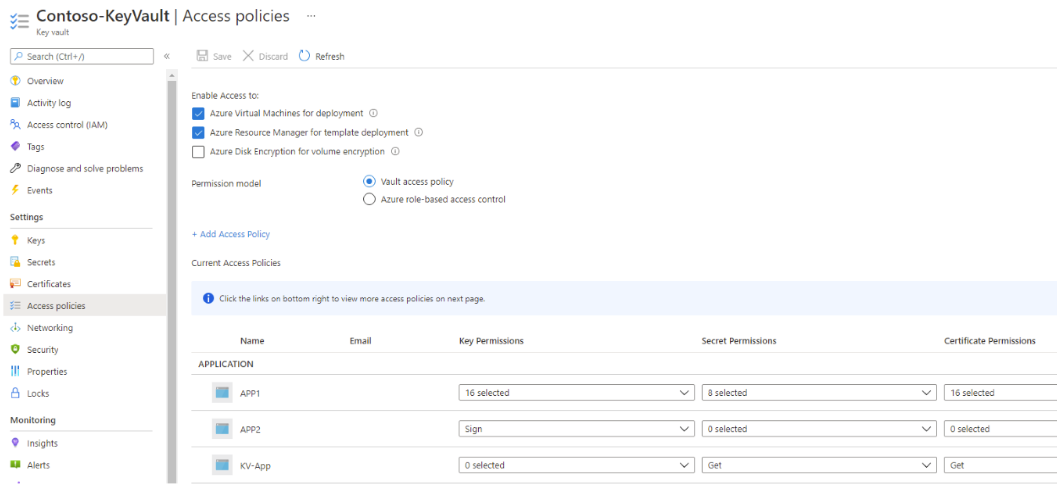 Contoso-KeyVault | Access policies ...
Key vault
Search (Ctrl+/) «
Overview
Activity log
Access control (IAM)
Tags
Diagnose and solve problems
Events
Settings
Keys
Secrets
Certificates
Access policies
Networking
Security
Properties
Locks
Monitoring
Insights
Alerts
Save Discard Refresh
Enable Access to:
Azure Virtual Machines for deployment
Azure Resource Manager for template deployment
Azure Disk Encryption for volume encryption
Permission model
Vault access policy
Azure role-based access control
+ Add Access Policy
Current Access Policies
Click the links on bottom right to view more access policies on next page.
Name Email Key Permissions Secret Permissions Certificate Permissions
APPLICATION
APP1 16 selected 8 selected 16 selected
APP2 Sign 0 selected 0 selected
KV-App 0 selected Get Get